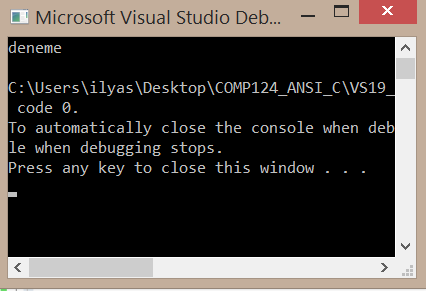 Microsoft Visual Studio Deb...
deneme
C:\Users\ilyas\Desktop\COMP124_ANSI_C\VS19_
code 0.
To automatically close the console when deb
le when debugging stops.
Press any key to close this window . . .